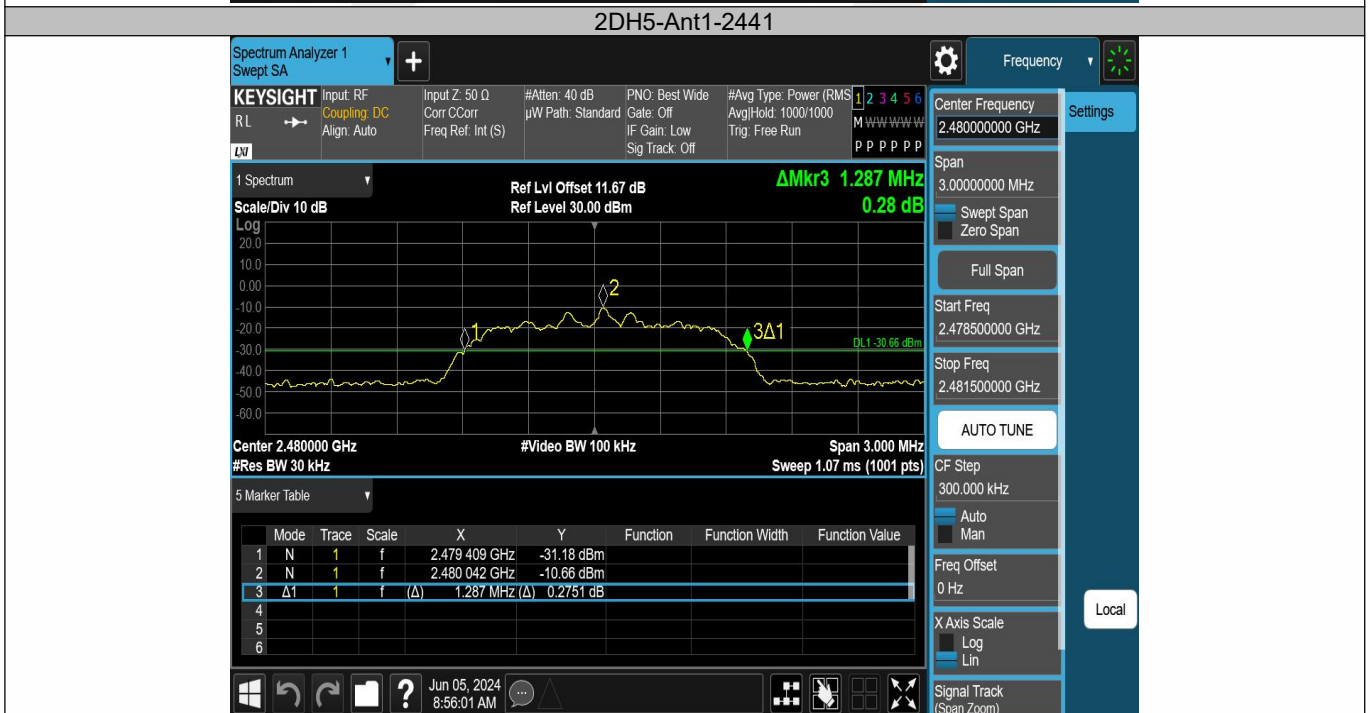 2DH5-Ant1-2441
Spectrum Analyzer 1
Swept SA
+
Frequency
KEYSIGHT
RL
LXI
Input: RF
Coupling: DC
Align: Auto
Input Z: 50 Ω
Corr CCorr
Freq Ref: Int (S)
#Atten: 40 dB
µW Path: Standard
PNO: Best Wide
Gate: Off
IF Gain: Low
Sig Track: Off
#Avg Type: Power (RMS
Avg|Hold: 1000/1000
Trig: Free Run
1 2 3 4 5 6
M W W W W W
P P P P P P
1 Spectrum
Scale/Div 10 dB
Ref Lvl Offset 11.67 dB
Ref Level 30.00 dBm
ΔMkr3 1.287 MHz
0.28 dB
Log
20.0
10.0
0.00
-10.0
-20.0
-30.0
-40.0
-50.0
-60.0
1
2
3Δ1
DL1 -30.66 dBm
Center 2.480000 GHz
#Video BW 100 kHz
Span 3.000 MHz
#Res BW 30 kHz
Sweep 1.07 ms (1001 pts)
5 Marker Table
Mode Trace Scale X Y Function Function Width Function Value
1 N 1 f 2.479 409 GHz -31.18 dBm
2 N 1 f 2.480 042 GHz -10.66 dBm
3 Δ1 1 f (Δ) 1.287 MHz (Δ) 0.2751 dB
4
5
6
Jun 05, 2024
8:56:01 AM
Center Frequency
2.480000000 GHz
Settings
Span
3.00000000 MHz
Swept Span
Zero Span
Full Span
Start Freq
2.478500000 GHz
Stop Freq
2.481500000 GHz
AUTO TUNE
CF Step
300.000 kHz
Auto
Man
Freq Offset
0 Hz
Local
X Axis Scale
Log
Lin
Signal Track
(Span Zoom)